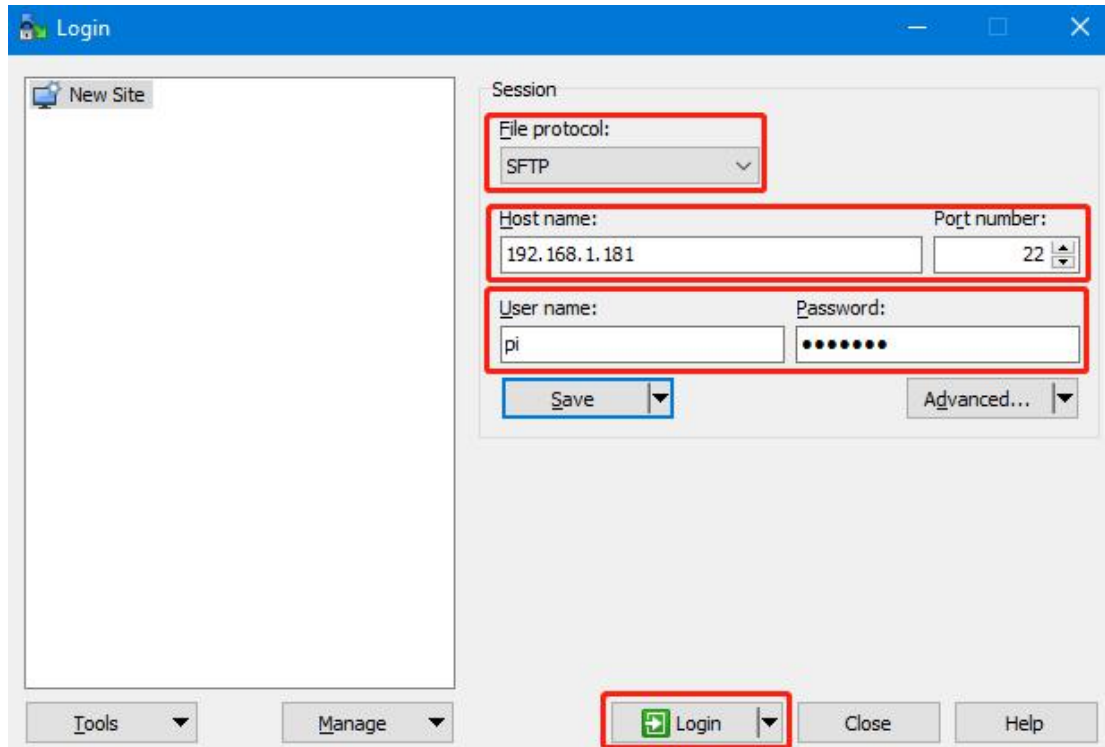 Login
New Site
Session
File protocol:
SFTP
Host name:
Port number:
192.168.1.181
22
User name:
Password:
pi
•••••••
Save
Advanced...
Tools
Manage
Login
Close
Help